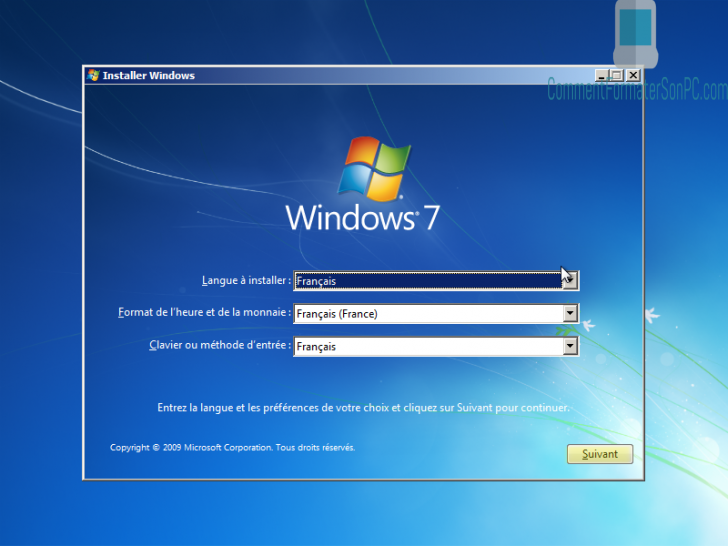 CommentFormaterSonPC.com
Installer Windows
Windows 7
Langue à installer : Français
Format de l'heure et de la monnaie : Français (France)
Clavier ou méthode d'entrée : Français
Entrez la langue et les préférences de votre choix et cliquez sur Suivant pour continuer.
Copyright © 2009 Microsoft Corporation. Tous droits réservés.
Suivant